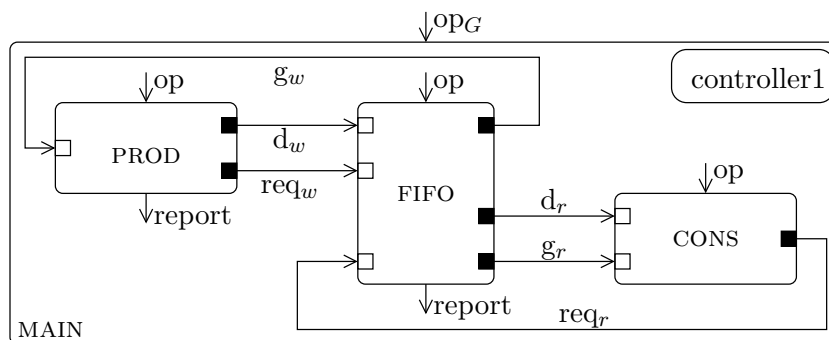 op_G
g_w
controller1
op
op
PROD
d_w
req_w
FIFO
op
report
d_r
CONS
g_r
report
req_r
MAIN